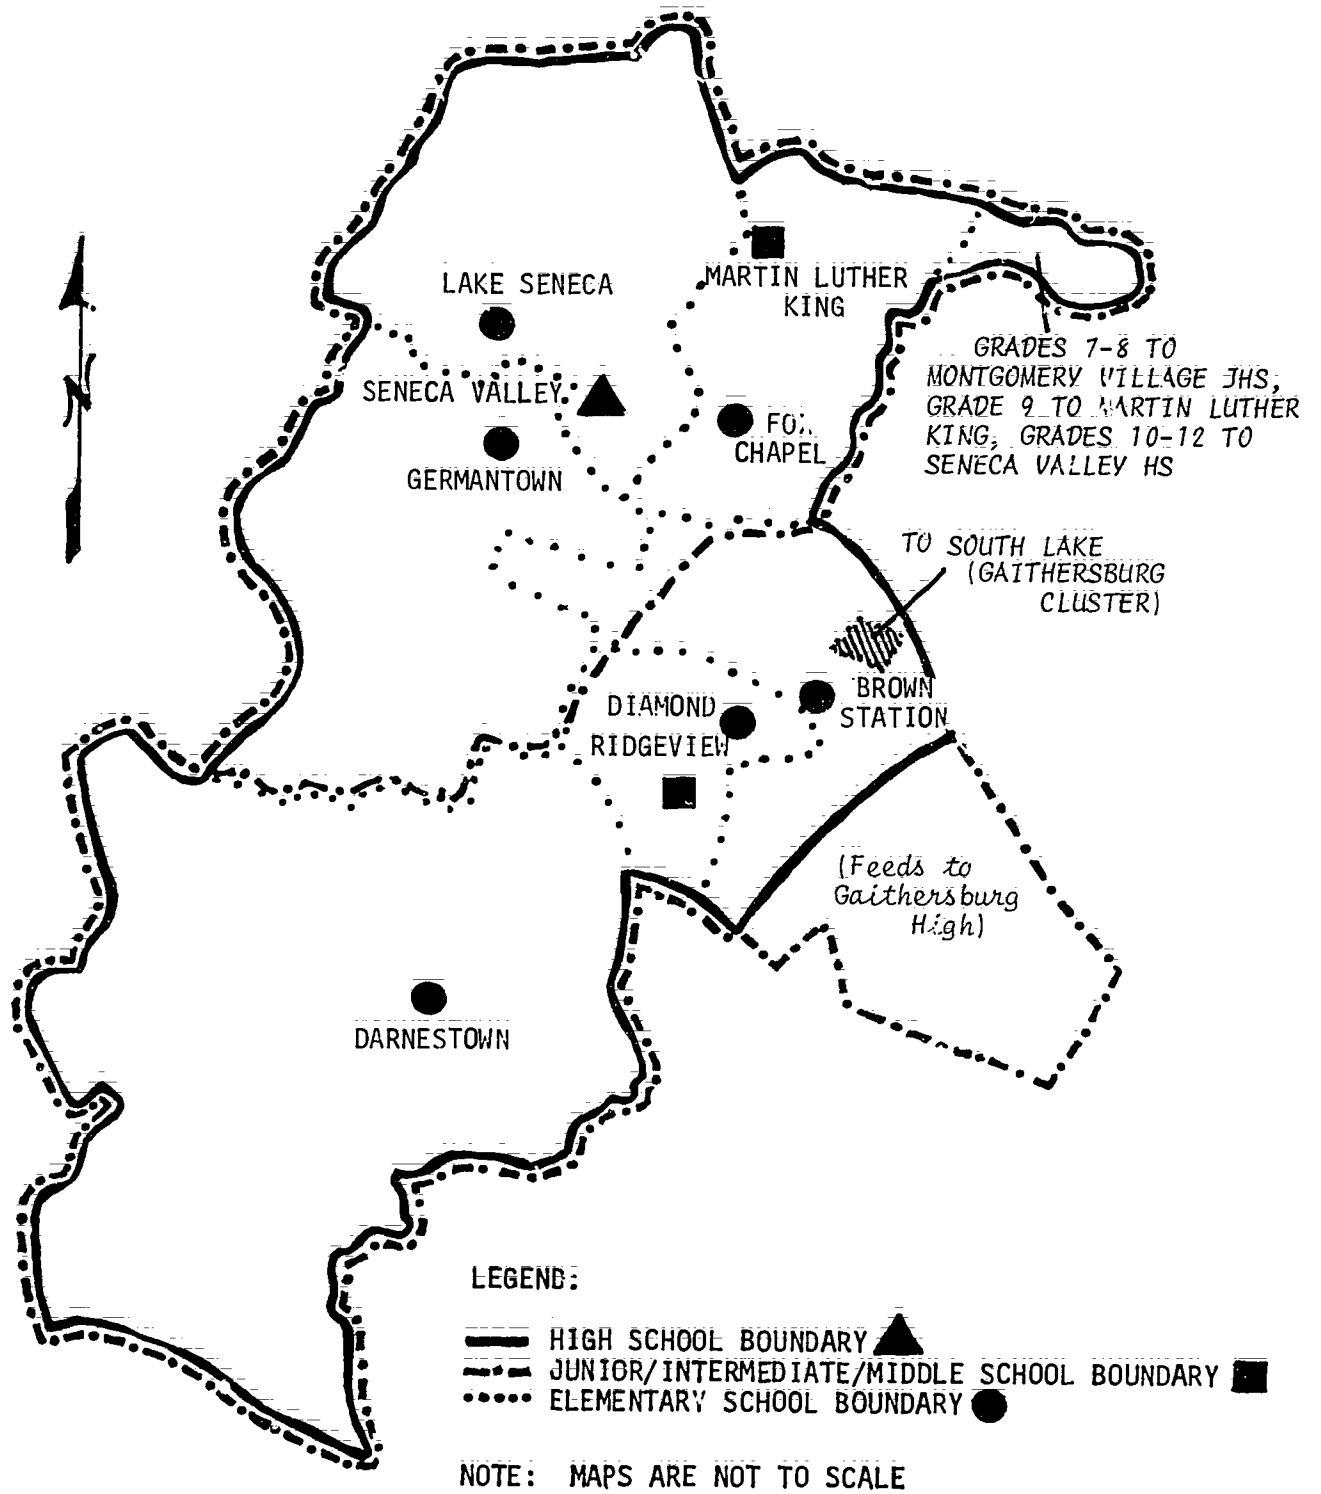 LAKE SENECA
MARTIN LUTHER
KING
GRADES 7-8 TO
MONTGOMERY VILLAGE JHS,
GRADE 9 TO MARTIN LUTHER
KING, GRADES 10-12 TO
SENECA VALLEY HS
SENECA VALLEY
FOX
CHAPEL
GERMANTOWN
N
TO SOUTH LAKE
(GAITHERSBURG
CLUSTER)
BROWN
STATION
DIAMOND
RIDGEVIEW
(Feeds to
Gaithersburg
High)
DARNESTOWN
LEGEND:
HIGH SCHOOL BOUNDARY
JUNIOR/INTERMEDIATE/MIDDLE SCHOOL BOUNDARY
ELEMENTARY SCHOOL BOUNDARY
NOTE: MAPS ARE NOT TO SCALE